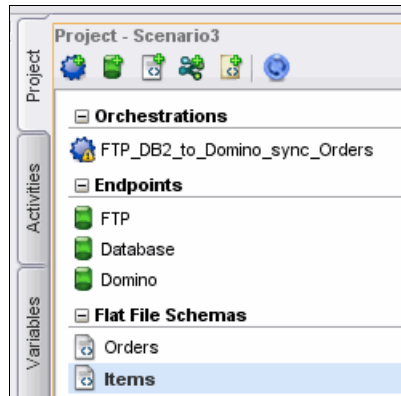 Project - Scenario3
Project
Orchestrations
FTP_DB2_to_Domino_sync_Orders
Endpoints
FTP
Activities
Database
Domino
Flat File Schemas
Variables
Orders
Items